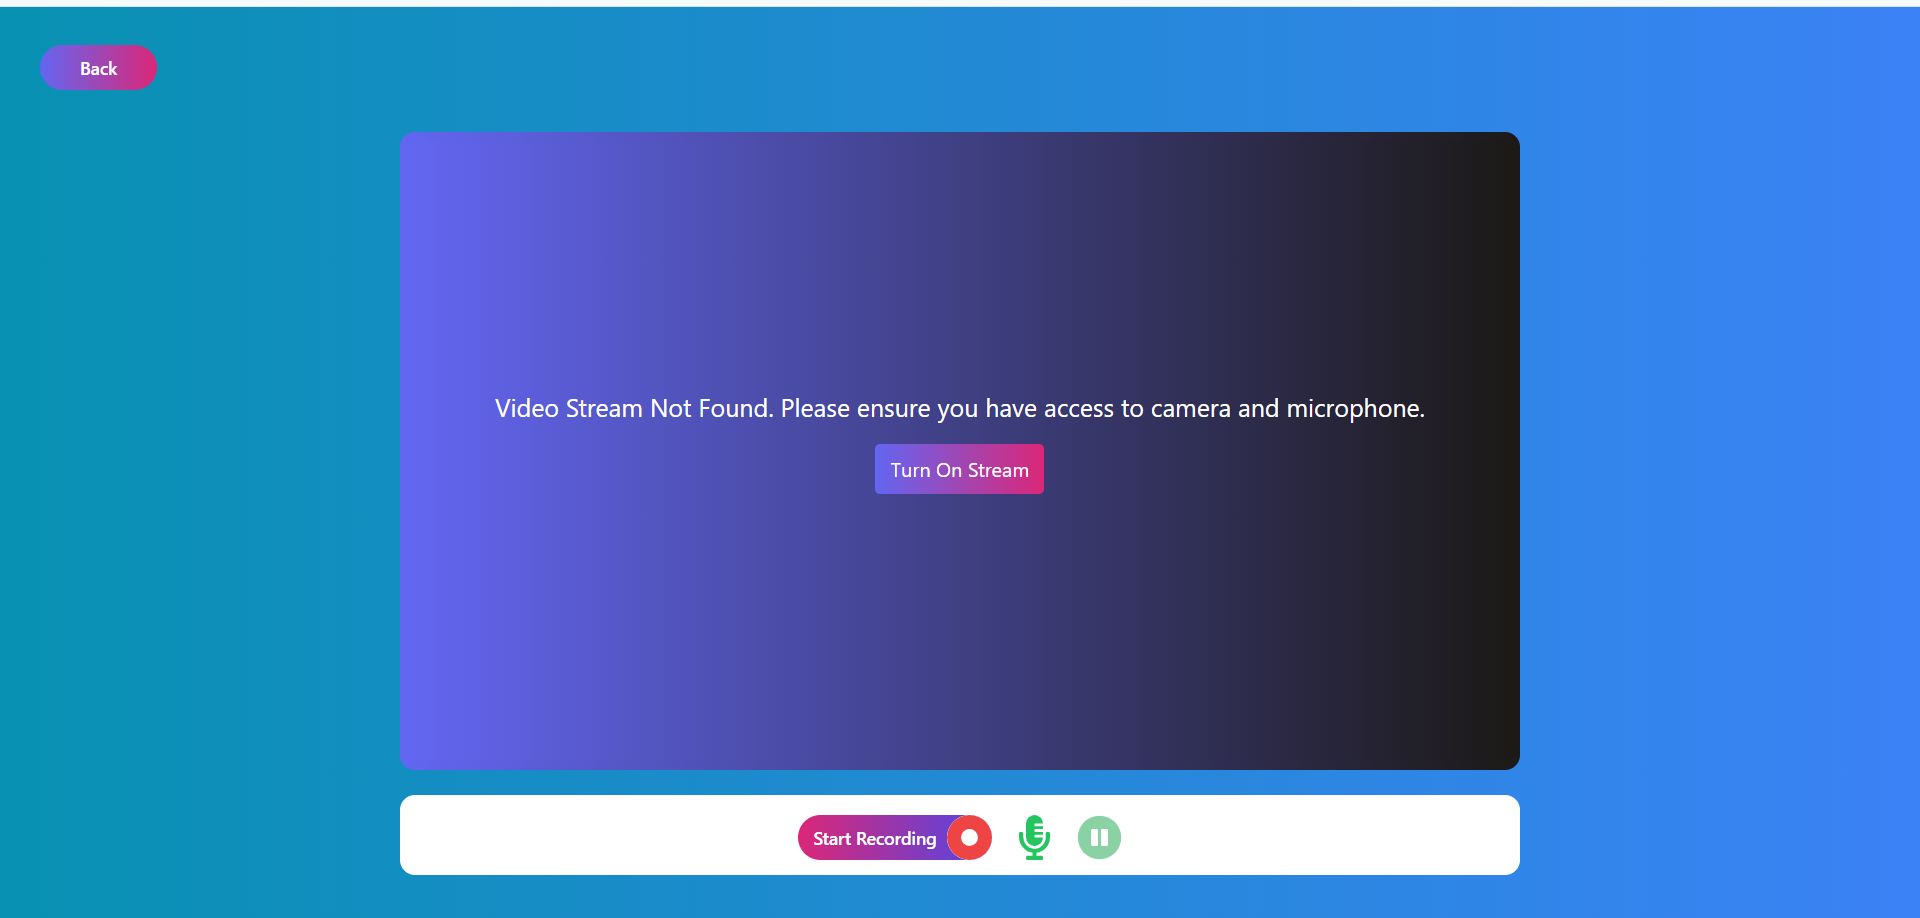 Back
Video Stream Not Found. Please ensure you have access to camera and microphone.
Turn On Stream
Start Recording